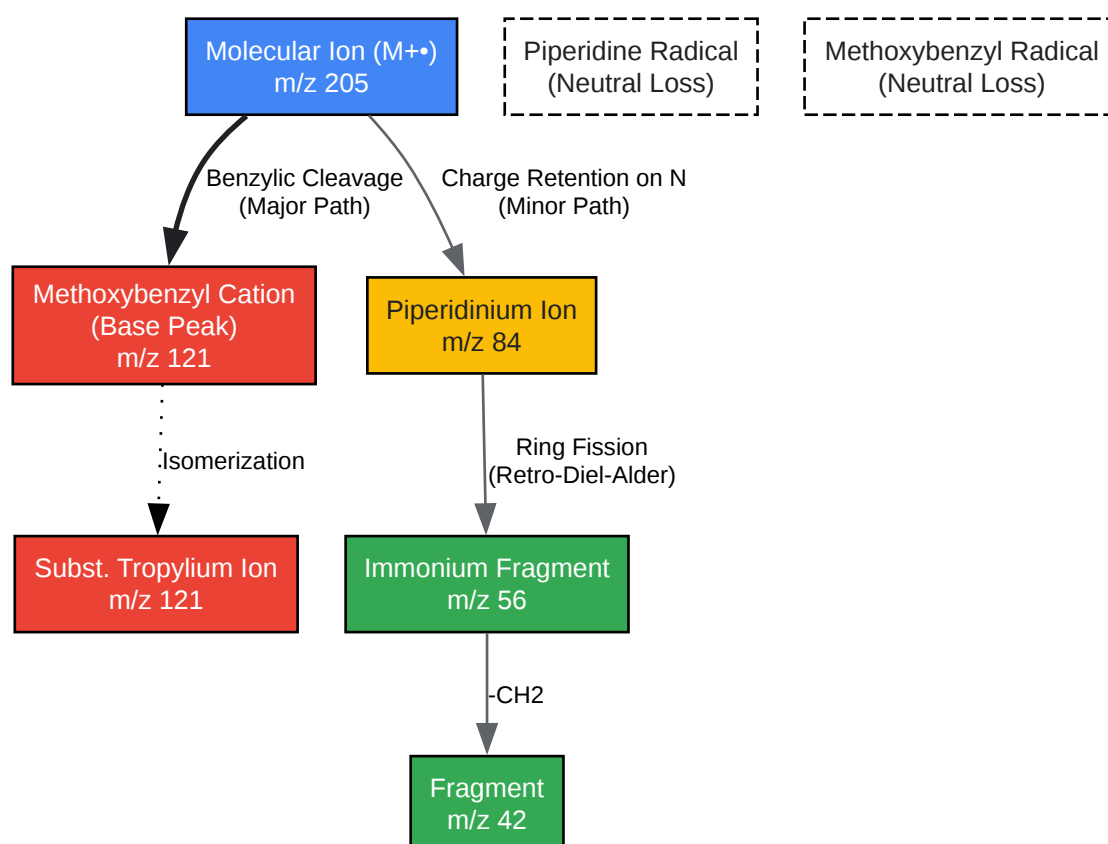 Molecular Ion (M+•)
m/z 205
Piperidine Radical
(Neutral Loss)
Methoxybenzyl Radical
(Neutral Loss)
Benzylic Cleavage
(Major Path)
Charge Retention on N
(Minor Path)
Methoxybenzyl Cation
(Base Peak)
m/z 121
Piperidinium Ion
m/z 84
Isomerization
Ring Fission
(Retro-Diel-Alder)
Subst. Tropylium Ion
m/z 121
Immonium Fragment
m/z 56
-CH2
Fragment
m/z 42